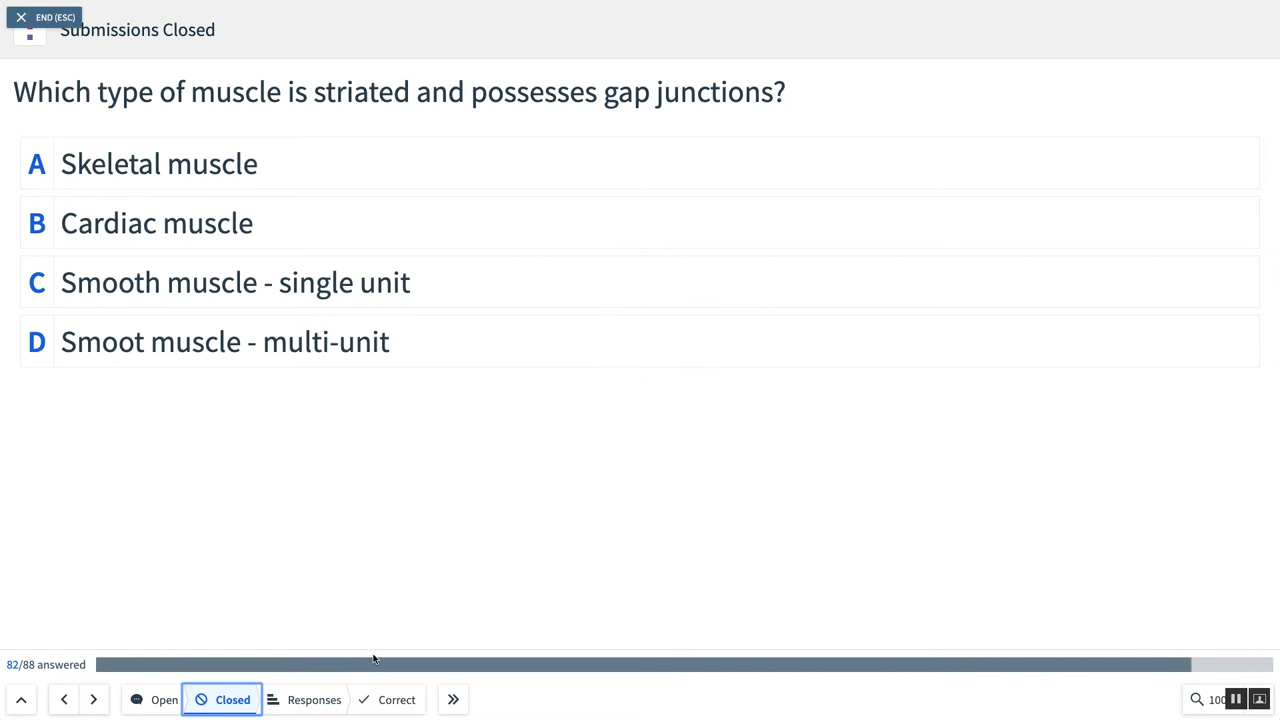 END (ESC)
Submissions Closed
Which type of muscle is striated and possesses gap junctions?
A Skeletal muscle
B Cardiac muscle
C Smooth muscle - single unit
D Smoot muscle - multi-unit
82/88 answered
Open Closed Responses Correct
100